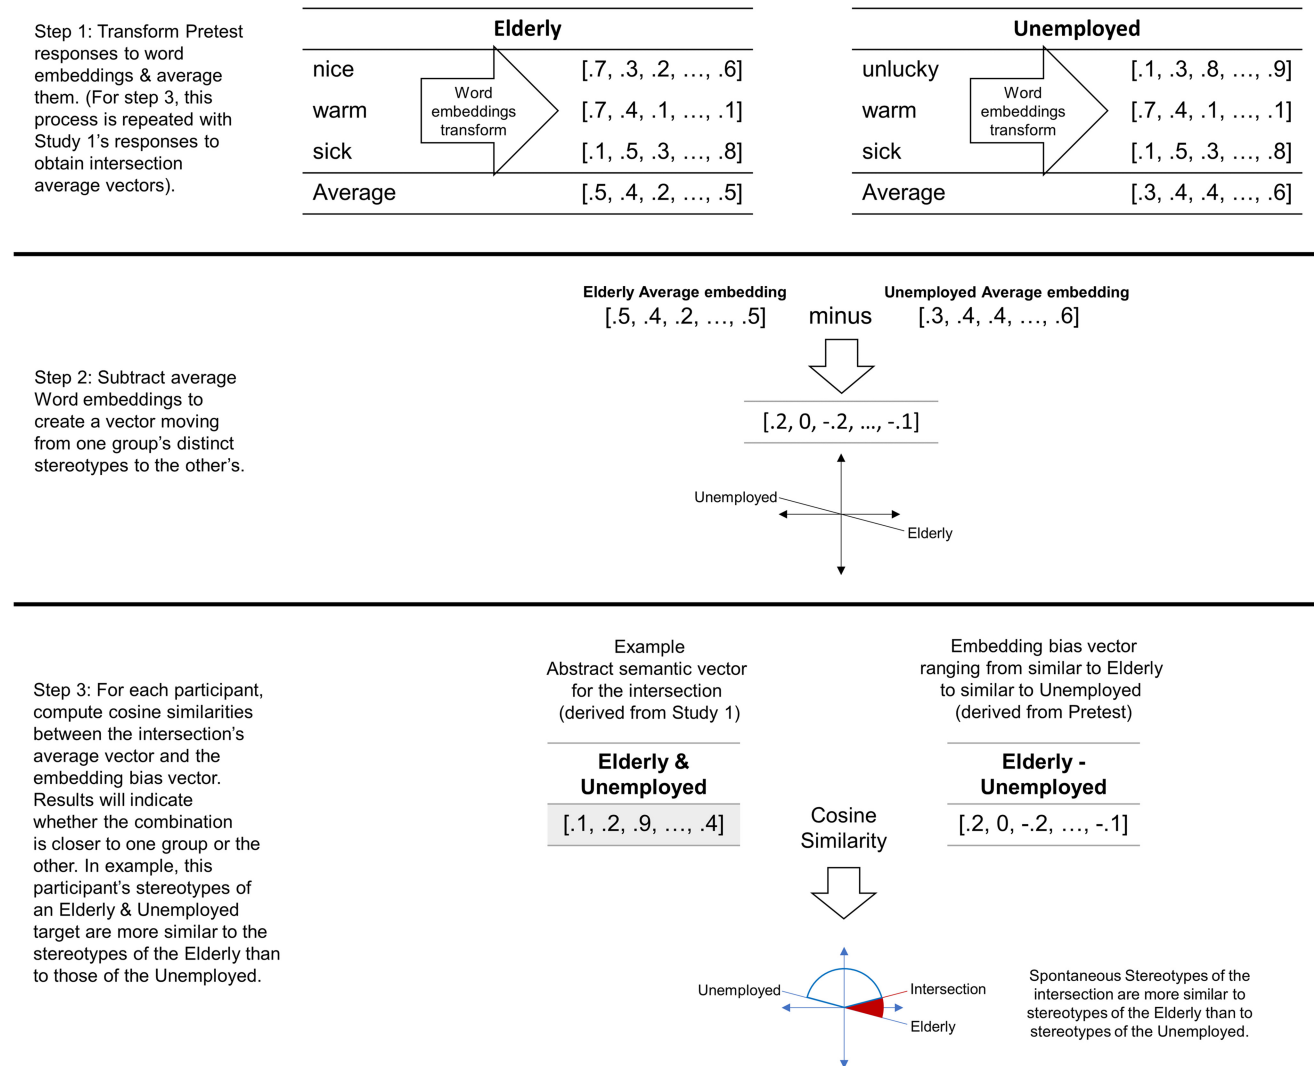 Step 1: Transform Pretest
responses to word
embeddings & average
them. (For step 3, this
process is repeated with
Study 1’s responses to
obtain intersection
average vectors).
Elderly
nice [.7, .3, .2, …, .6]
warm [.7, .4, .1, …, .1]
sick [.1, .5, .3, …, .8]
Word
embeddings
transform
Average [.5, .4, .2, …, .5]
Unemployed
unlucky [.1, .3, .8, …, .9]
warm [.7, .4, .1, …, .1]
sick [.1, .5, .3, …, .8]
Word
embeddings
transform
Average [.3, .4, .4, …, .6]
Step 2: Subtract average
Word embeddings to
create a vector moving
from one group’s distinct
stereotypes to the other’s.
Elderly Average embedding
[.5, .4, .2, …, .5]
minus
Unemployed Average embedding
[.3, .4, .4, …, .6]
[.2, 0, -.2, …, -.1]
Unemployed
Elderly
Step 3: For each participant,
compute cosine similarities
between the intersection’s
average vector and the
embedding bias vector.
Results will indicate
whether the combination
is closer to one group or the
other. In example, this
participant’s stereotypes of
an Elderly & Unemployed
target are more similar to the
stereotypes of the Elderly than
to those of the Unemployed.
Example
Abstract semantic vector
for the intersection
(derived from Study 1)
Elderly &
Unemployed
[.1, .2, .9, …, .4]
Cosine
Similarity
Embedding bias vector
ranging from similar to Elderly
to similar to Unemployed
(derived from Pretest)
Elderly -
Unemployed
[.2, 0, -.2, …, -.1]
Unemployed
Intersection
Elderly
Spontaneous Stereotypes of the
intersection are more similar to
stereotypes of the Elderly than to
stereotypes of the Unemployed.